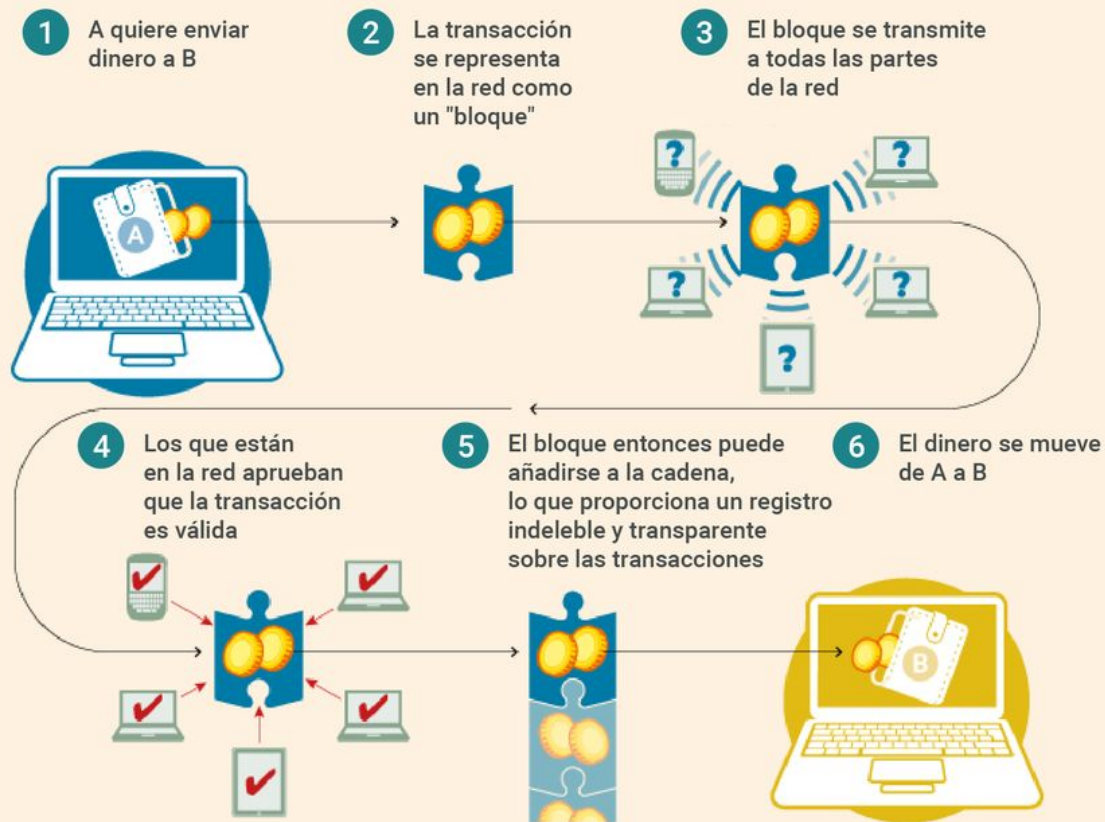 1
A quiere enviar
dinero a B
2
La transacción
se representa
en la red como
un "bloque"
3
El bloque se transmite
a todas las partes
de la red
A
?
?
?
?
?
4
Los que están
en la red aprueban
que la transacción
es válida
5
El bloque entonces puede
añadirse a la cadena,
lo que proporciona un registro
indeleble y transparente
sobre las transacciones
6
El dinero se mueve
de A a B
B